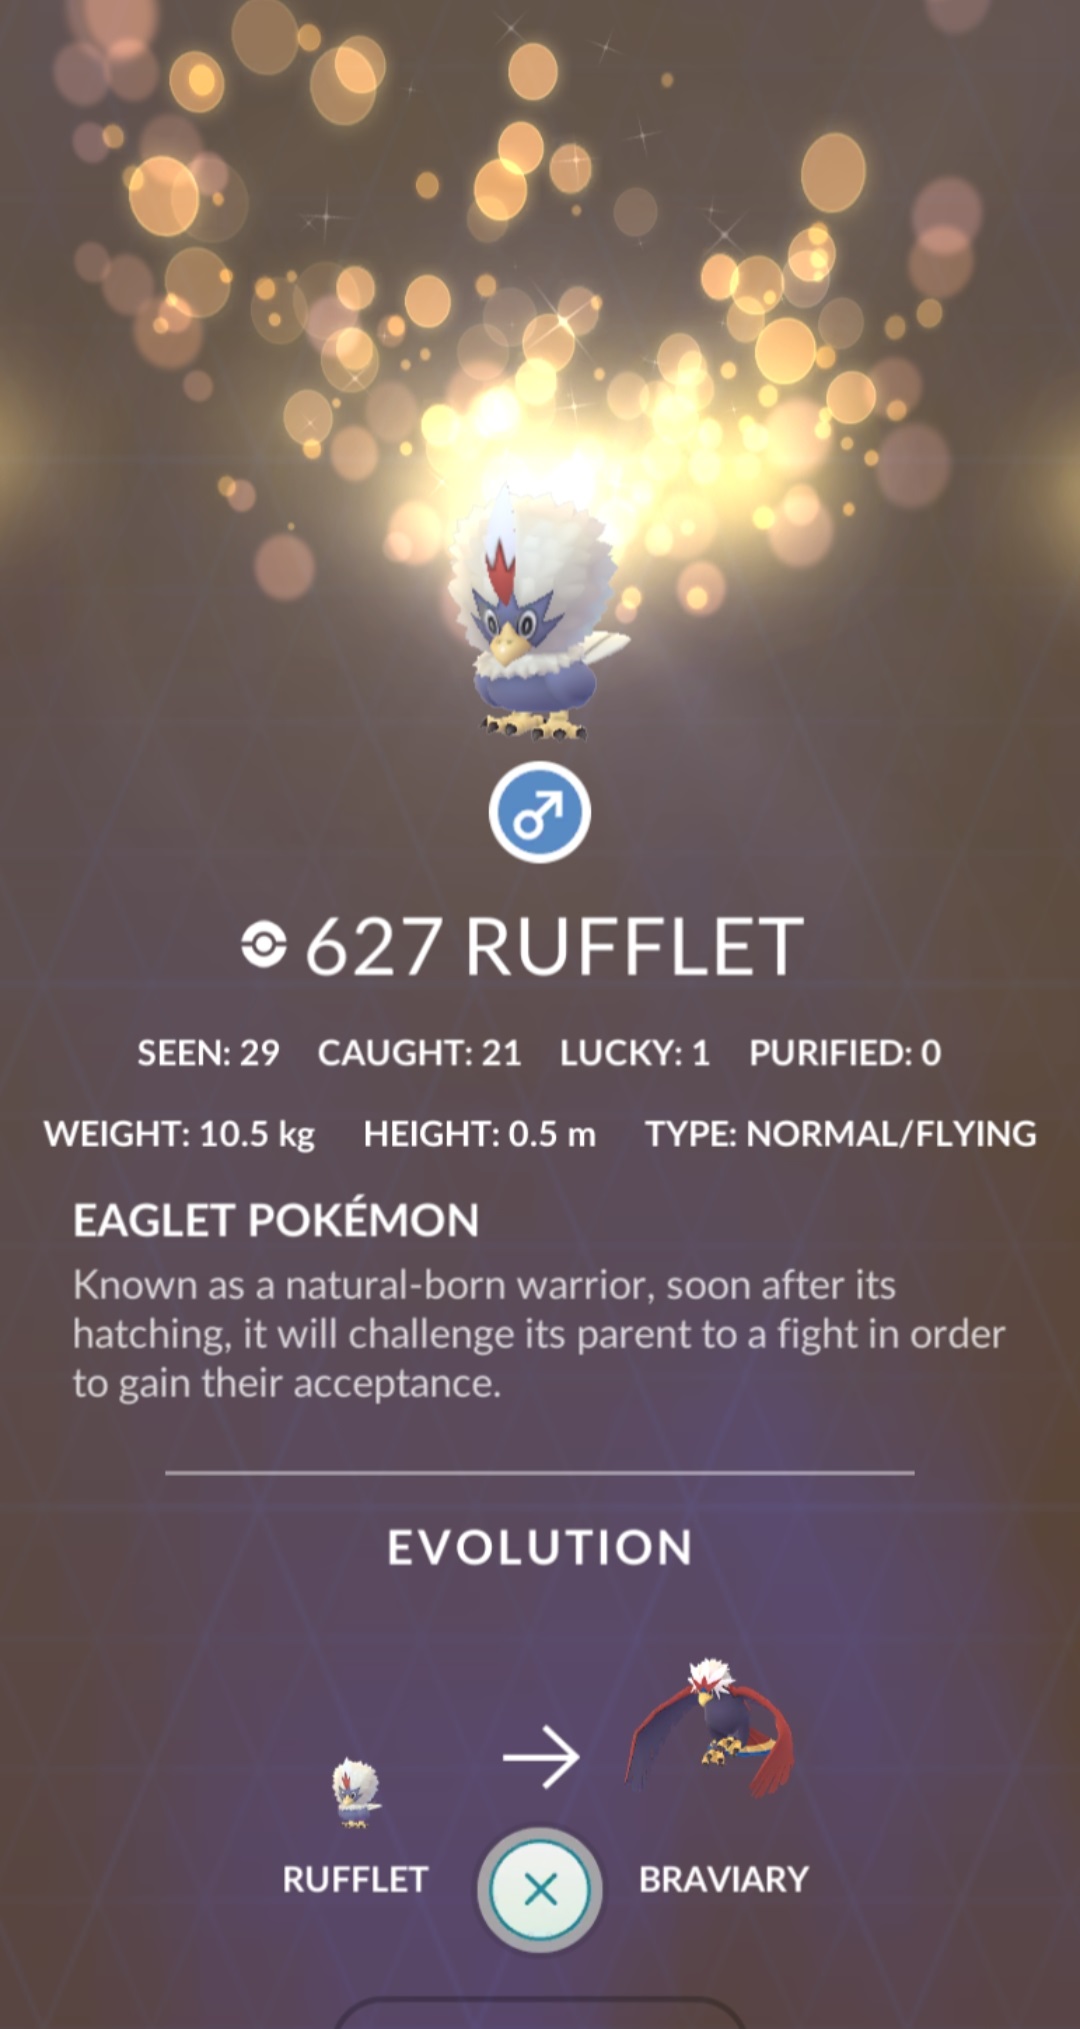 627 RUFFLET
SEEN: 29 CAUGHT: 21 LUCKY: 1 PURIFIED: 0
WEIGHT: 10.5 kg HEIGHT: 0.5 m TYPE: NORMAL/FLYING
EAGLET POKÉMON
Known as a natural-born warrior, soon after its
hatching, it will challenge its parent to a fight in order
to gain their acceptance.
EVOLUTION
RUFFLET BRAVIARY